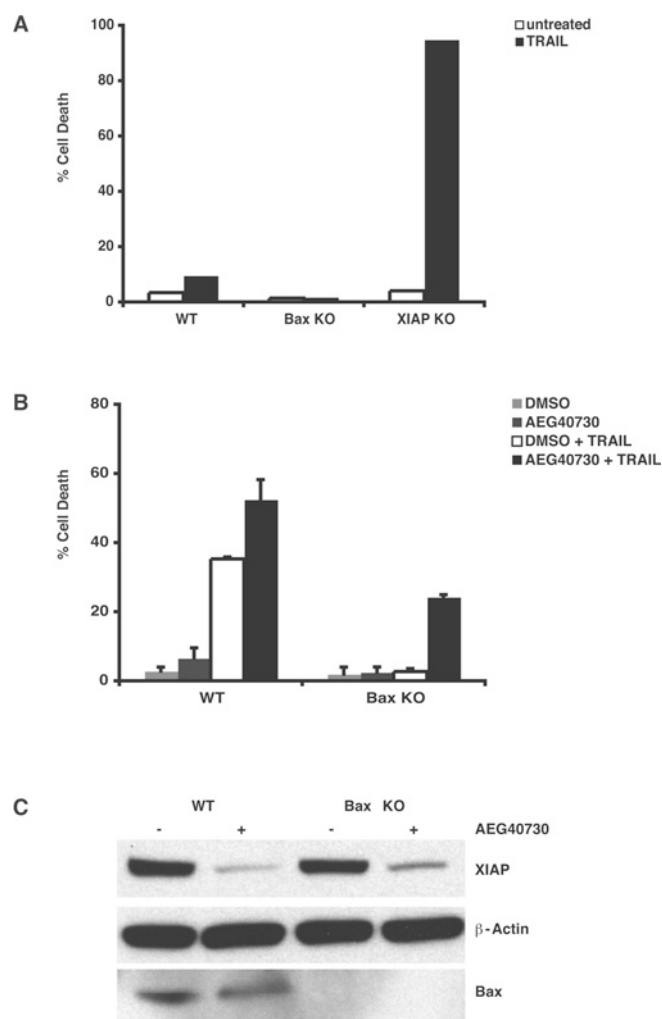 A
untreated
TRAIL
% Cell Death
100
80
60
40
20
0
WT
Bax KO
XIAP KO
B
DMSO
AEG40730
DMSO + TRAIL
AEG40730 + TRAIL
% Cell Death
80
60
40
20
0
WT
Bax KO
C
WT Bax KO
- + - + AEG40730
XIAP
β-Actin
Bax